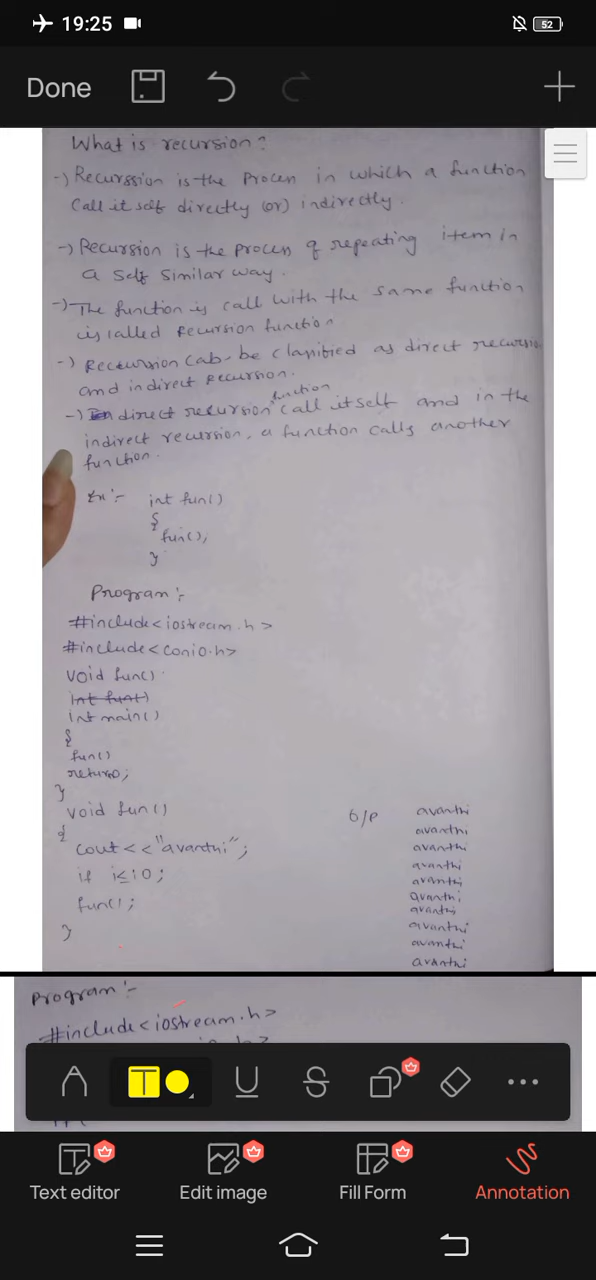 19:25
52
Done
What is recursion?
-) Recurssion is the Process in which a function
Call it self directly (or) indirectly.
-) Recursion is the process of repeating item in
a self similar way.
-) The function is call with the same function
is called Recursion function
-) Recursion cab be classified as direct recursion
and indirect recursion.
function
-) In direct recursion call itself and in the
indirect recursion, a function calls another
function.
Ex:- int fun()
{
fun();
}
Program:-
#include<iostream.h>
#include<conio.h>
Void fun()
int fun()
int main()
{
fun()
return0;
}
void fun()
{
cout<<"avanthi";
if i≤10;
fun();
}
o/p avanthi
avanthi
avanthi
avanthi
avanthi
avanthi
avanthi
avanthi
avanthi
avanthi
Program:-
#include<iostream.h>
T
U
S
Text editor
Edit image
Fill Form
Annotation